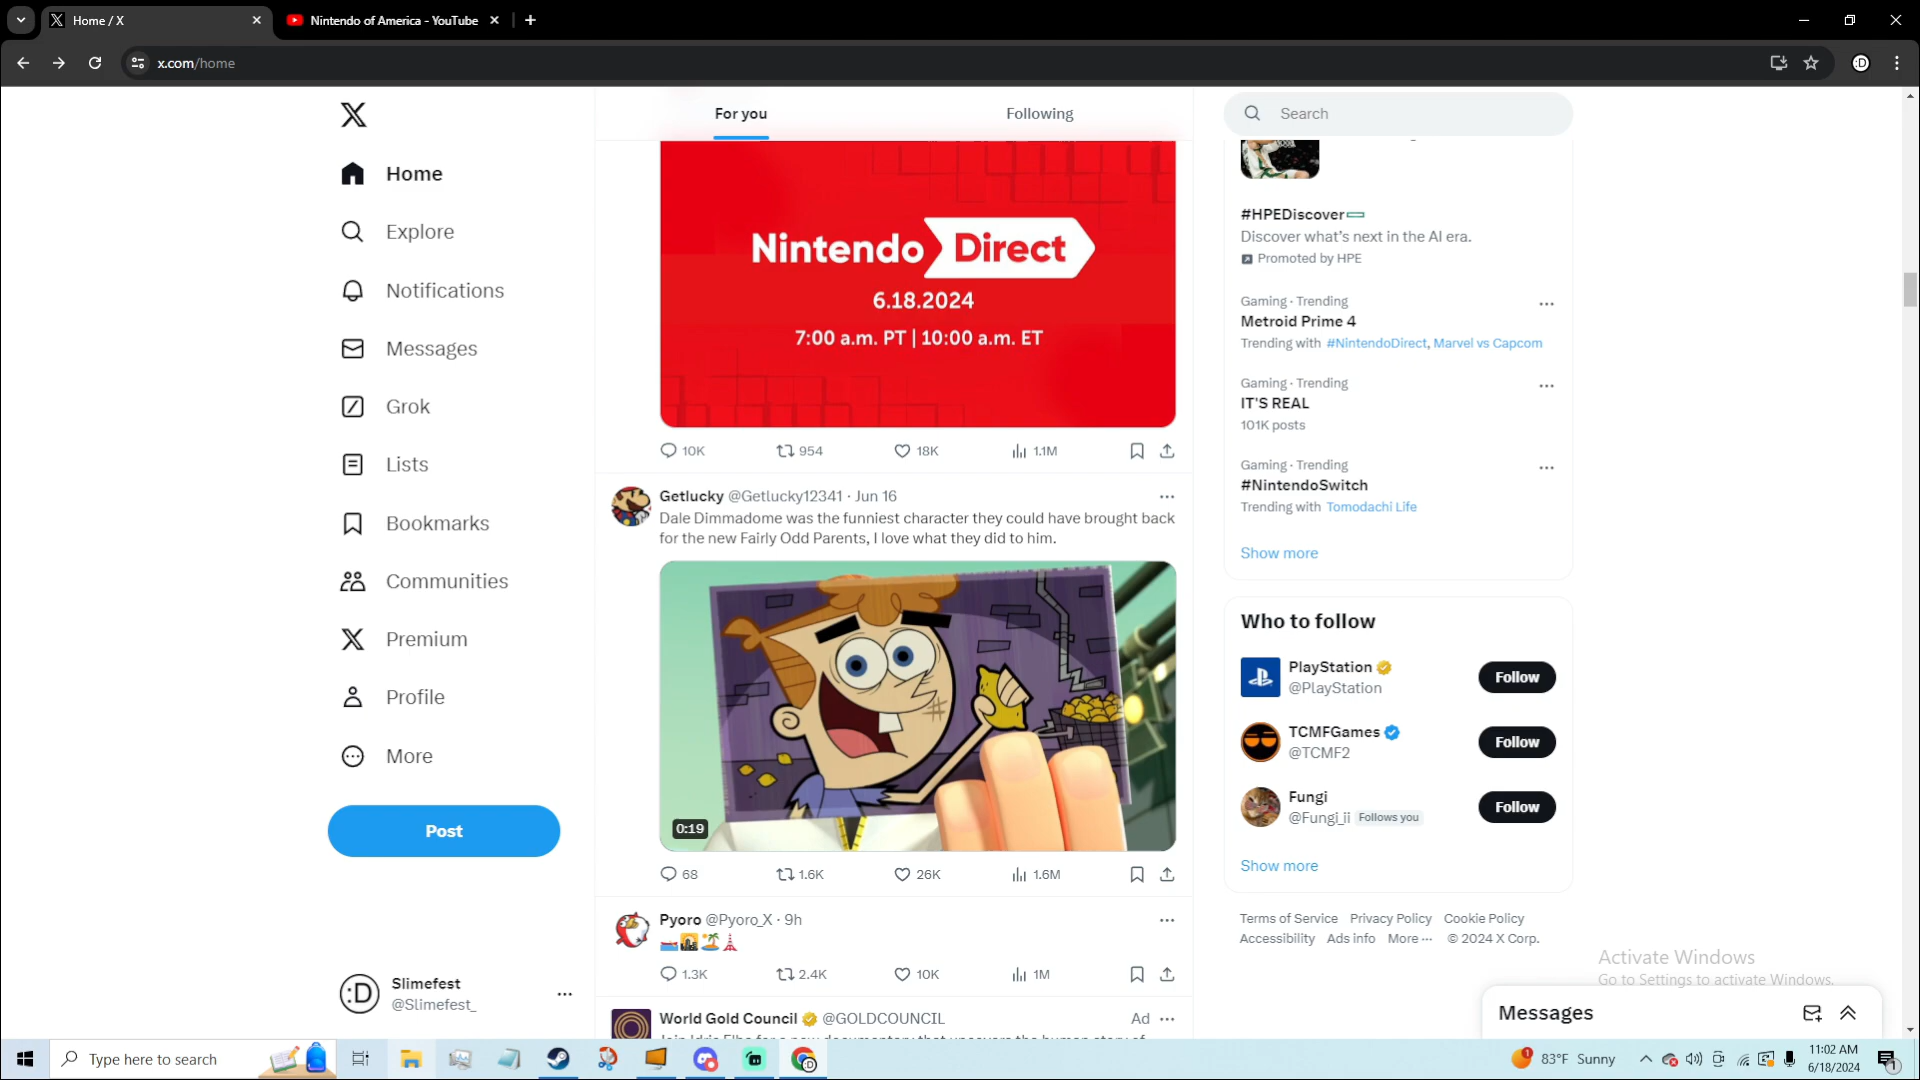 Home / X
Nintendo of America - YouTube
x.com/home
:D
For you
Following
Search
Home
Explore
Notifications
Messages
Grok
Lists
Bookmarks
Communities
Premium
Profile
More
Post
:D
Slimefest
@Slimefest_
Nintendo Direct
6.18.2024
7:00 a.m. PT | 10:00 a.m. ET
10K 954 18K 1.1M
Getlucky @Getlucky12341 · Jun 16
Dale Dimmadome was the funniest character they could have brought back
for the new Fairly Odd Parents, I love what they did to him.
0:19
68 1.6K 26K 1.6M
Pyoro @Pyoro_X · 9h
1.3K 2.4K 10K 1M
World Gold Council @GOLDCOUNCIL Ad
#HPEDiscover
Discover what's next in the AI era.
Promoted by HPE
Gaming · Trending
Metroid Prime 4
Trending with #NintendoDirect, Marvel vs Capcom
Gaming · Trending
IT'S REAL
101K posts
Gaming · Trending
#NintendoSwitch
Trending with Tomodachi Life
Show more
Who to follow
PlayStation
@PlayStation
Follow
TCMFGames
@TCMF2
Follow
Fungi
@Fungi_ii Follows you
Follow
Show more
Terms of Service Privacy Policy Cookie Policy
Accessibility Ads info More ··· © 2024 X Corp.
Activate Windows
Go to Settings to activate Windows.
Messages
Type here to search
83°F Sunny
11:02 AM
6/18/2024